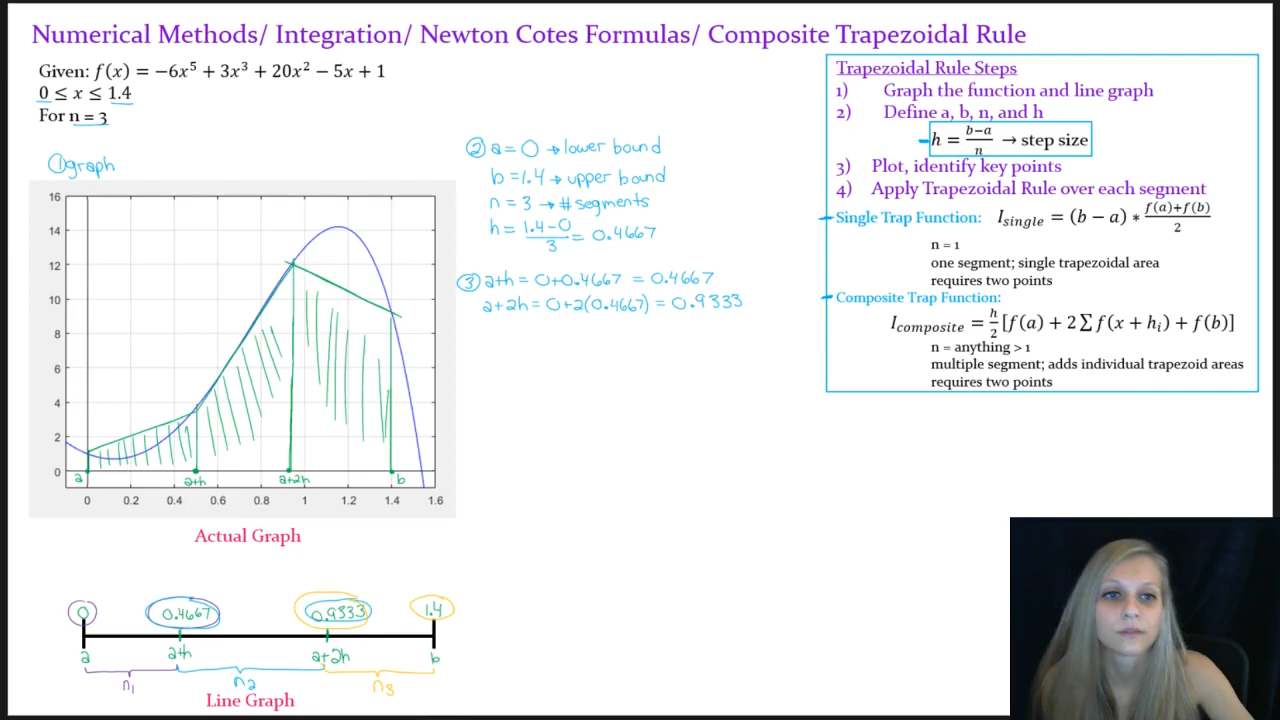 Numerical Methods/ Integration/ Newton Cotes Formulas/ Composite Trapezoidal Rule
Given: f(x) = −6x⁵ + 3x³ + 20x² − 5x + 1
0 ≤ x ≤ 1.4
For n = 3
① graph
16
14
12
10
8
6
4
2
0
a
a+h
a+2h
b
0 0.2 0.4 0.6 0.8 1 1.2 1.4 1.6
Actual Graph
0 0.4667 0.9333 1.4
a a+h a+2h b
n₁ n₂ n₃
Line Graph
② a = 0 → lower bound
b = 1.4 → upper bound
n = 3 → # segments
h = (1.4 − 0)/3 = 0.4667
③ a+h = 0+0.4667 = 0.4667
a+2h = 0+2(0.4667) = 0.9333
Trapezoidal Rule Steps
1) Graph the function and line graph
2) Define a, b, n, and h
h = (b−a)/n → step size
3) Plot, identify key points
4) Apply Trapezoidal Rule over each segment
Single Trap Function: I_single = (b − a) * (f(a)+f(b))/2
n = 1
one segment; single trapezoidal area
requires two points
Composite Trap Function:
I_composite = h/2 [f(a) + 2 ∑ f(x + hᵢ) + f(b)]
n = anything > 1
multiple segment; adds individual trapezoid areas
requires two points